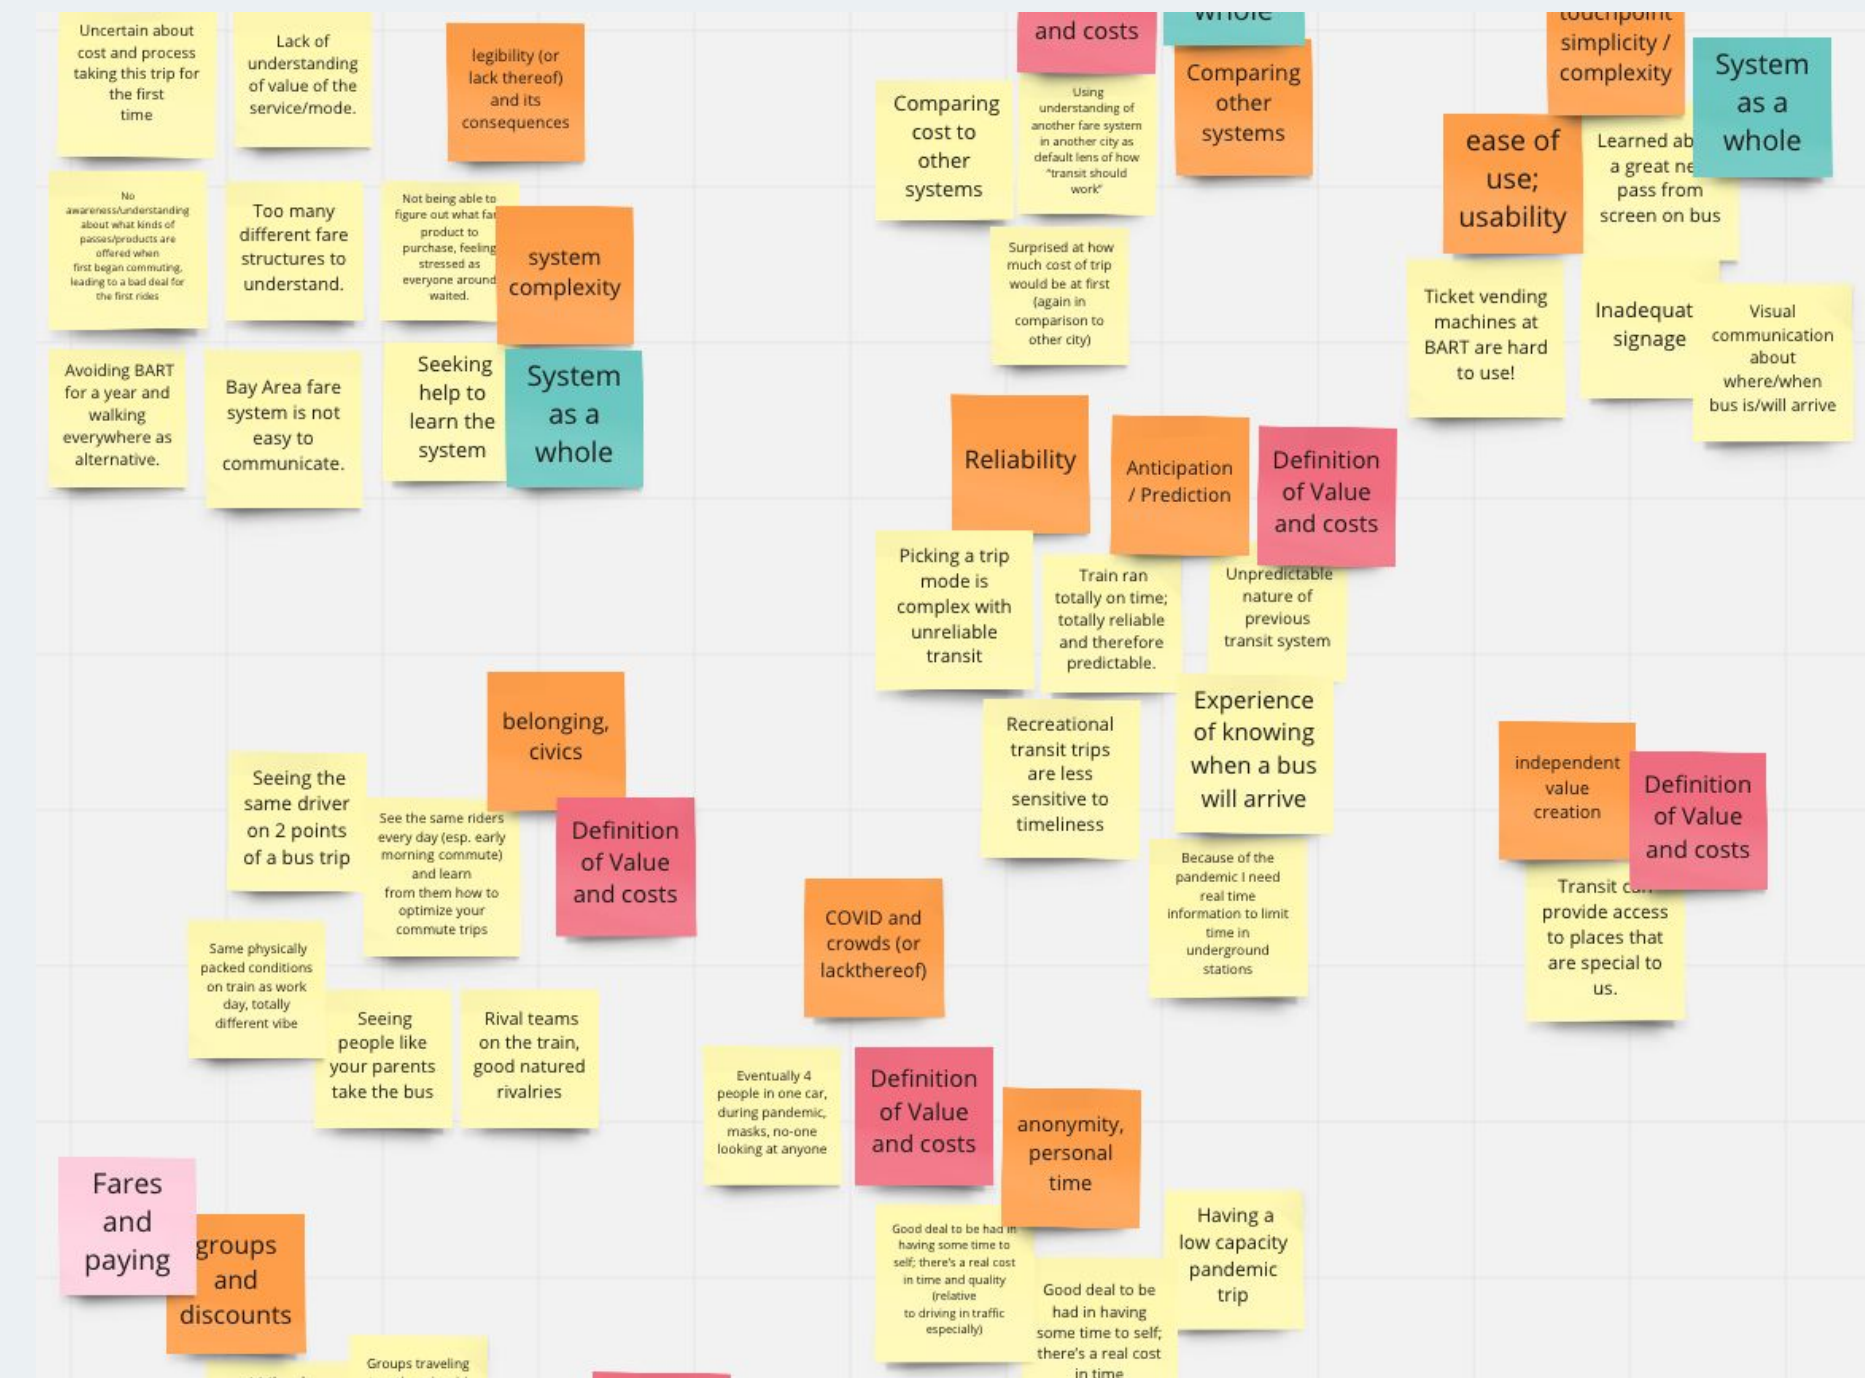 Uncertain about
cost and process
taking this trip for
the first
time
Lack of
understanding
of value of the
service/mode.
legibility (or
lack thereof)
and its
consequences
No
awareness/understanding
about what kinds of
passes/products are
offered when
first began commuting,
leading to a bad deal for
the first rides
Too many
different fare
structures to
understand.
Not being able to
figure out what far
product to
purchase, feeling
stressed as
everyone around
waited.
system
complexity
Avoiding BART
for a year and
walking
everywhere as
alternative.
Bay Area fare
system is not
easy to
communicate.
Seeking
help to
learn the
system
System
as a
whole
and costs
whole
Comparing
cost to
other
systems
Using
understanding of
another fare system
in another city as
default lens of how
"transit should
work"
Comparing
other
systems
Surprised at how
much cost of trip
would be at first
(again in
comparison to
other city)
touchpoint
simplicity /
complexity
System
as a
whole
ease of
use;
usability
Learned ab
a great ne
pass from
screen on bus
Ticket vending
machines at
BART are hard
to use!
Inadequat
signage
Visual
communication
about
where/when
bus is/will arrive
Reliability
Anticipation
/ Prediction
Definition
of Value
and costs
Picking a trip
mode is
complex with
unreliable
transit
Train ran
totally on time;
totally reliable
and therefore
predictable.
Unpredictable
nature of
previous
transit system
Recreational
transit trips
are less
sensitive to
timeliness
Experience
of knowing
when a bus
will arrive
Because of the
pandemic I need
real time
information to limit
time in
underground
stations
independent
value
creation
Definition
of Value
and costs
Transit can
provide access
to places that
are special to
us.
belonging,
civics
Seeing the
same driver
on 2 points
of a bus trip
See the same riders
every day (esp. early
morning commute)
and learn
from them how to
optimize your
commute trips
Definition
of Value
and costs
Same physically
packed conditions
on train as work
day, totally
different vibe
Seeing
people like
your parents
take the bus
Rival teams
on the train,
good natured
rivalries
COVID and
crowds (or
lackthereof)
Eventually 4
people in one car,
during pandemic,
masks, no-one
looking at anyone
Definition
of Value
and costs
anonymity,
personal
time
Good deal to be had in
having some time to
self; there's a real cost
in time and quality
(relative
to driving in traffic
especially)
Good deal to be
had in having
some time to self;
there's a real cost
in time
Having a
low capacity
pandemic
trip
Fares
and
paying
groups
and
discounts
Groups traveling